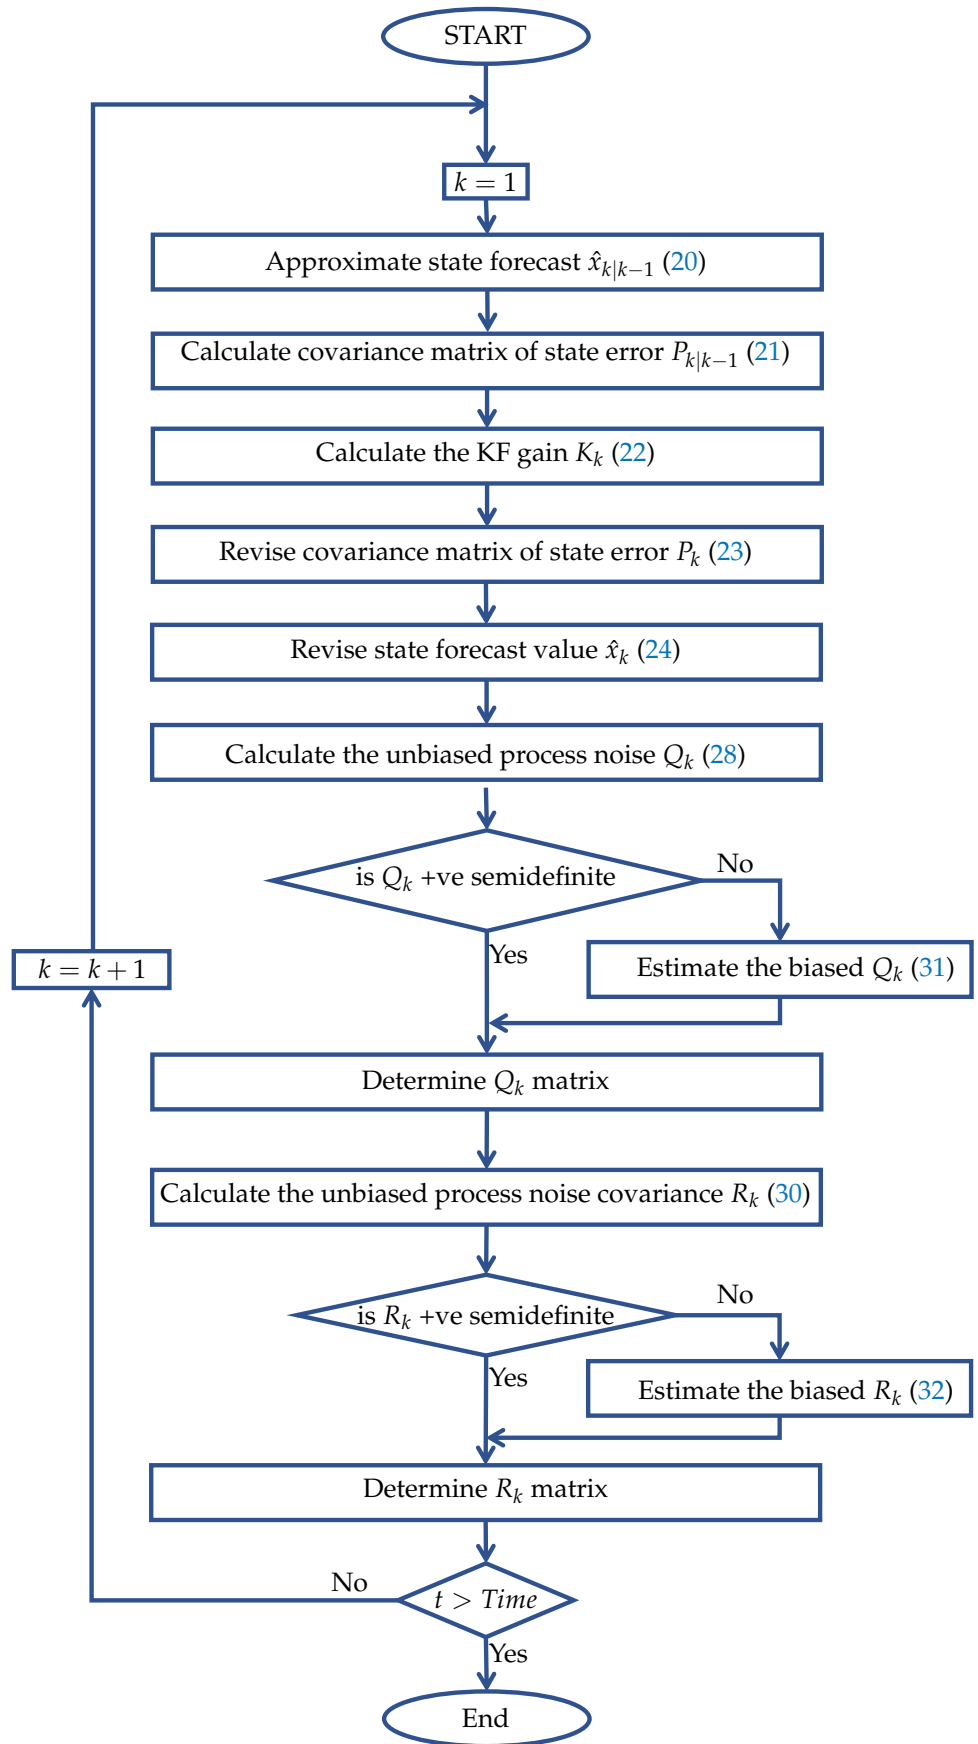 START
k = 1
Approximate state forecast x̂ₖ|ₖ₋₁ (20)
Calculate covariance matrix of state error Pₖ|ₖ₋₁ (21)
Calculate the KF gain Kₖ (22)
Revise covariance matrix of state error Pₖ (23)
Revise state forecast value x̂ₖ (24)
Calculate the unbiased process noise Qₖ (28)
is Qₖ +ve semidefinite
No
Yes
Estimate the biased Qₖ (31)
k = k + 1
Determine Qₖ matrix
Calculate the unbiased process noise covariance Rₖ (30)
is Rₖ +ve semidefinite
No
Yes
Estimate the biased Rₖ (32)
Determine Rₖ matrix
No
t > Time
Yes
End